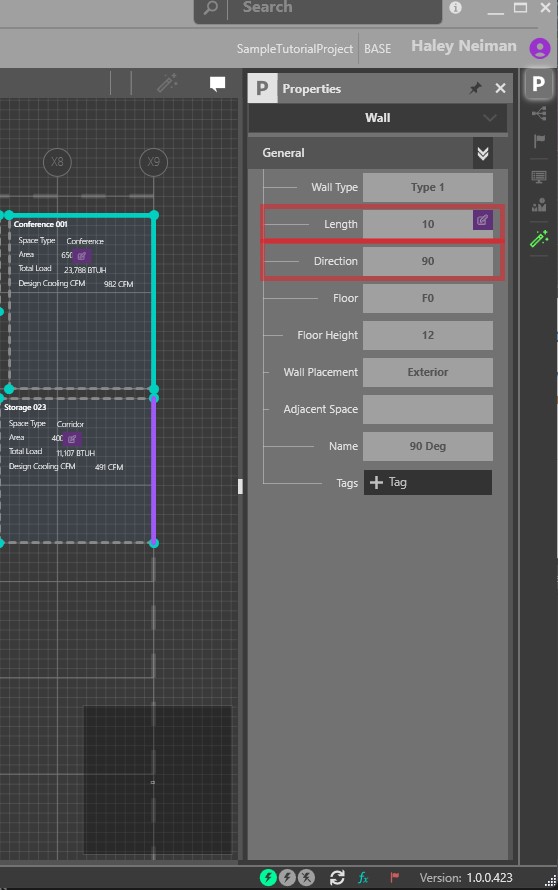 Search
SampleTutorialProject BASE Haley Neiman
P Properties
P
Wall
General
Wall Type Type 1
Length 10
Direction 90
Floor F0
Floor Height 12
Wall Placement Exterior
Adjacent Space
Name 90 Deg
Tags + Tag
X8 X9
Conference 001
Space Type Conference
Area 650
Total Load 23,788 BTUH
Design Cooling CFM 982 CFM
Storage 023
Space Type Corridor
Area 400
Total Load 11,107 BTUH
Design Cooling CFM 491 CFM
fx Version: 1.0.0.423